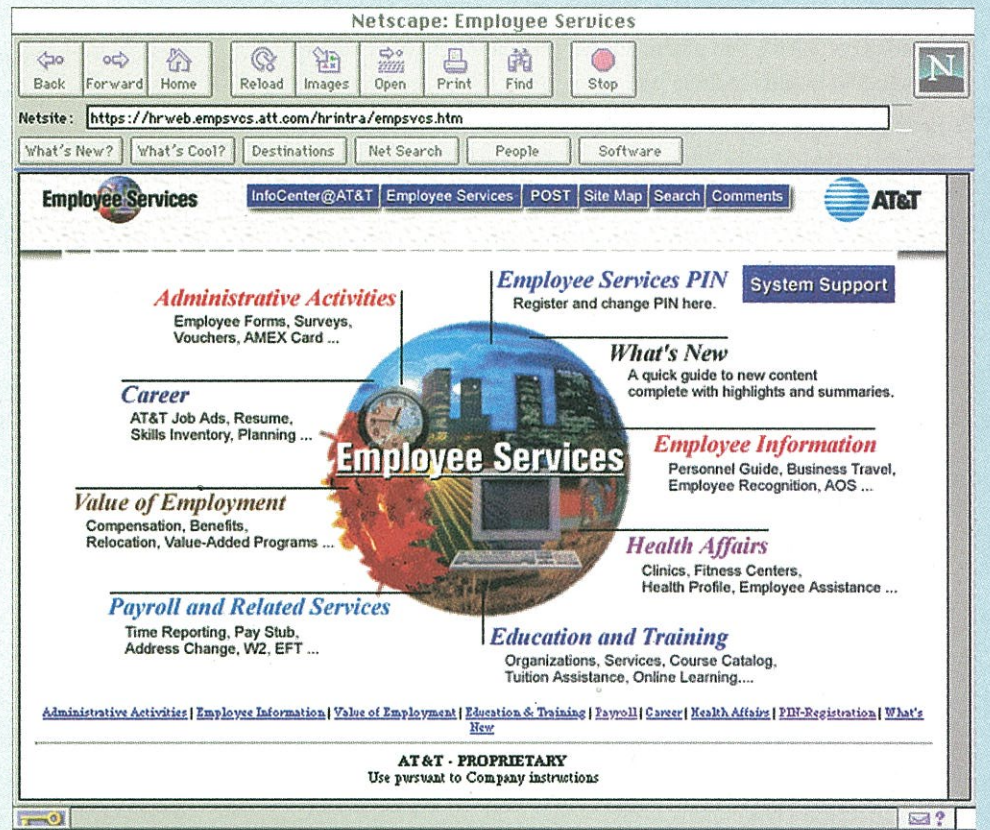 Netscape: Employee Services
Back Forward Home Reload Images Open Print Find Stop
N
Netsite: https://hrweb.empsvcs.att.com/hrintra/empsvcs.htm
What's New? What's Cool? Destinations Net Search People Software
Employee Services InfoCenter@AT&T Employee Services POST Site Map Search Comments AT&T
Employee Services PIN
Register and change PIN here.
System Support
Administrative Activities
Employee Forms, Surveys,
Vouchers, AMEX Card ...
What's New
A quick guide to new content
complete with highlights and summaries.
Career
AT&T Job Ads, Resume,
Skills Inventory, Planning ...
Employee Services
Employee Information
Personnel Guide, Business Travel,
Employee Recognition, AOS ...
Value of Employment
Compensation, Benefits,
Relocation, Value-Added Programs ...
Health Affairs
Clinics, Fitness Centers,
Health Profile, Employee Assistance ...
Payroll and Related Services
Time Reporting, Pay Stub,
Address Change, W2, EFT ...
Education and Training
Organizations, Services, Course Catalog,
Tuition Assistance, Online Learning....
Administrative Activities | Employee Information | Value of Employment | Education & Training | Payroll | Career | Health Affairs | PIN-Registration | What's
New
AT&T - PROPRIETARY
Use pursuant to Company instructions
?